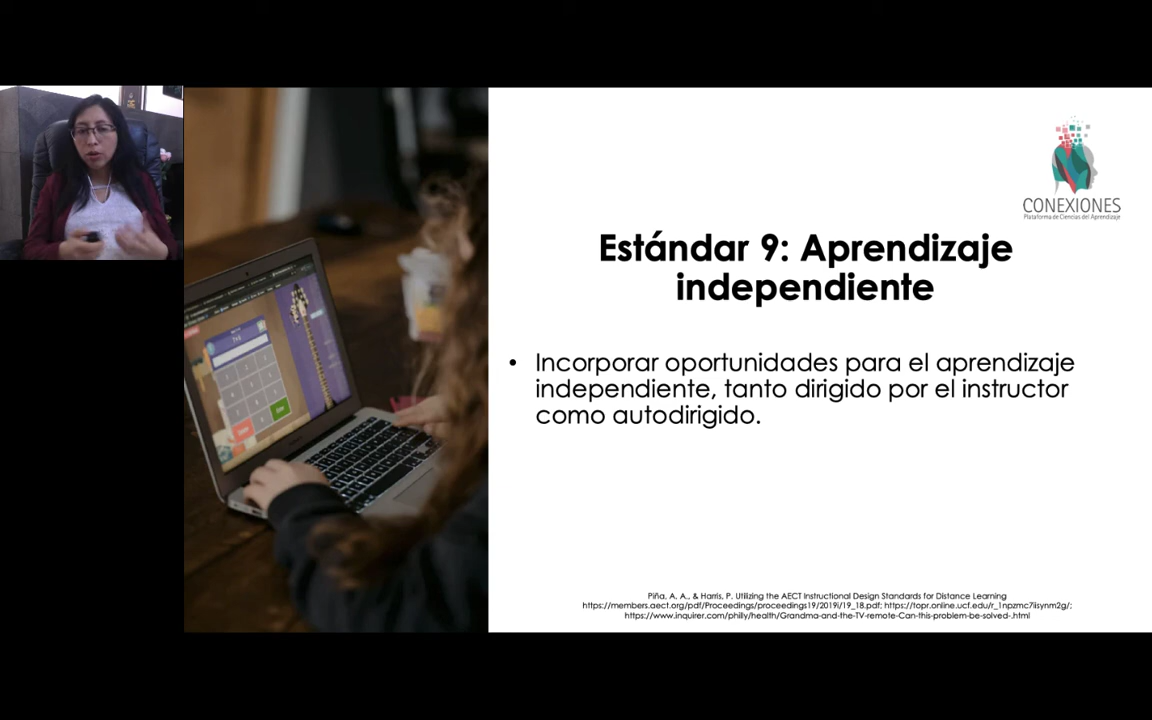 CONEXIONES
Plataforma de Ciencias del Aprendizaje
Estándar 9: Aprendizaje
independiente
• Incorporar oportunidades para el aprendizaje
independiente, tanto dirigido por el instructor
como autodirigido.
Piña, A. A., & Harris, P. Utilizing the AECT Instructional Design Standards for Distance Learning
https://members.aect.org/pdf/Proceedings/proceedings19/2019i/19_18.pdf; https://topr.online.ucf.edu/r_1npzmc7lisynm2g/;
https://www.inquirer.com/philly/health/Grandma-and-the-TV-remote-Can-this-problem-be-solved-.html